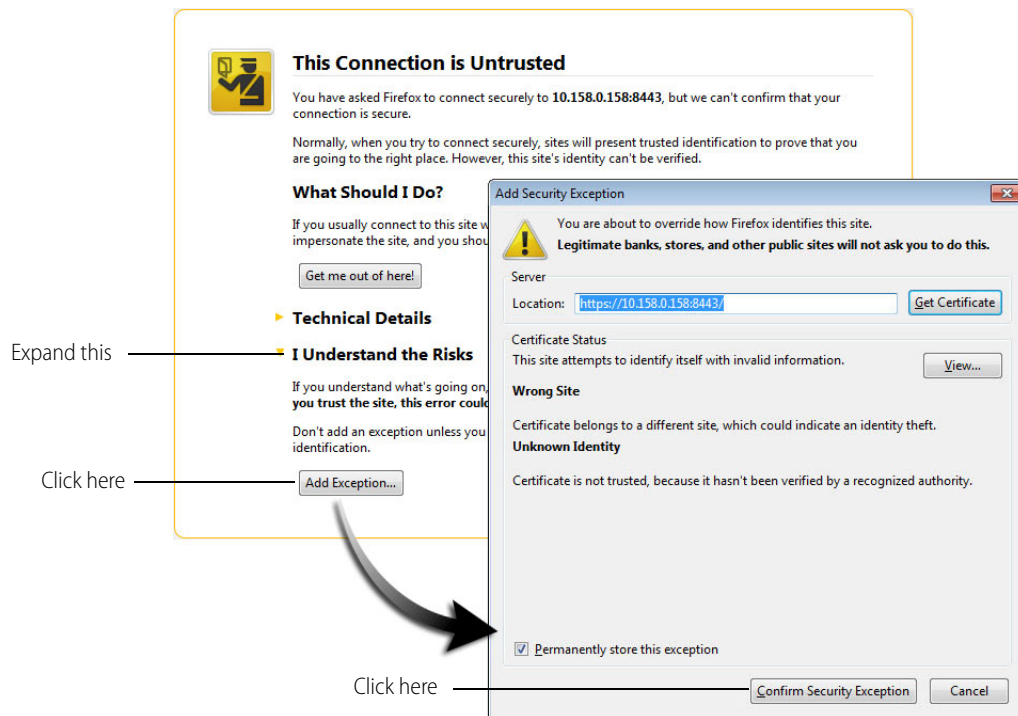 This Connection is Untrusted
You have asked Firefox to connect securely to 10.158.0.158:8443, but we can't confirm that your
connection is secure.
Normally, when you try to connect securely, sites will present trusted identification to prove that you
are going to the right place. However, this site's identity can't be verified.
What Should I Do?
If you usually connect to this site w
impersonate the site, and you shou
Get me out of here!
Technical Details
Expand this
I Understand the Risks
If you understand what's going on,
you trust the site, this error could
Don't add an exception unless you
identification.
Click here
Add Exception...
Add Security Exception
You are about to override how Firefox identifies this site.
Legitimate banks, stores, and other public sites will not ask you to do this.
Server
Location: https://10.158.0.158:8443/ Get Certificate
Certificate Status
This site attempts to identify itself with invalid information.
View...
Wrong Site
Certificate belongs to a different site, which could indicate an identity theft.
Unknown Identity
Certificate is not trusted, because it hasn't been verified by a recognized authority.
Permanently store this exception
Click here
Confirm Security Exception Cancel